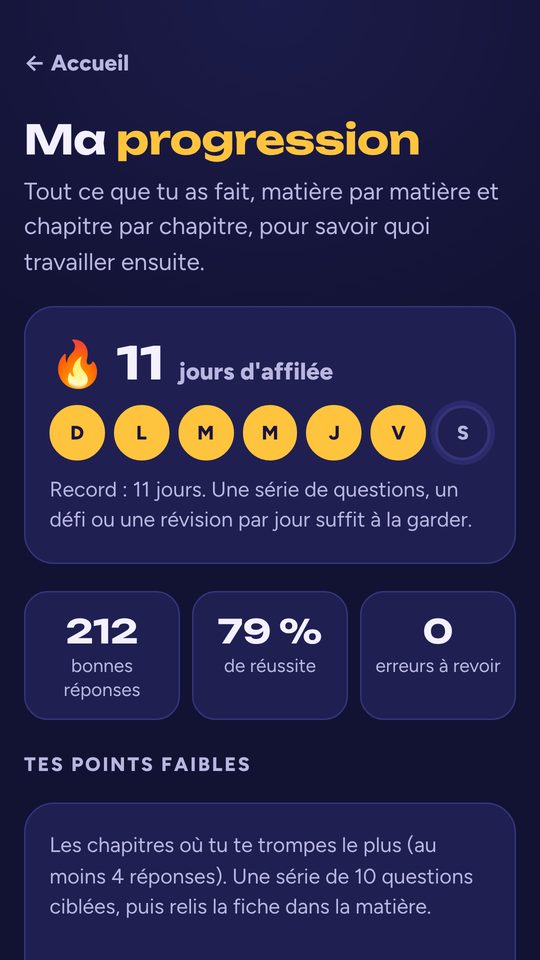 ← Accueil
Ma progression
Tout ce que tu as fait, matière par matière et
chapitre par chapitre, pour savoir quoi
travailler ensuite.
🔥 11 jours d'affilée
D L M M J V S
Record : 11 jours. Une série de questions, un
défi ou une révision par jour suffit à la garder.
212 79 % 0
bonnes de réussite erreurs à revoir
réponses
TES POINTS FAIBLES
Les chapitres où tu te trompes le plus (au
moins 4 réponses). Une série de 10 questions
ciblées, puis relis la fiche dans la matière.